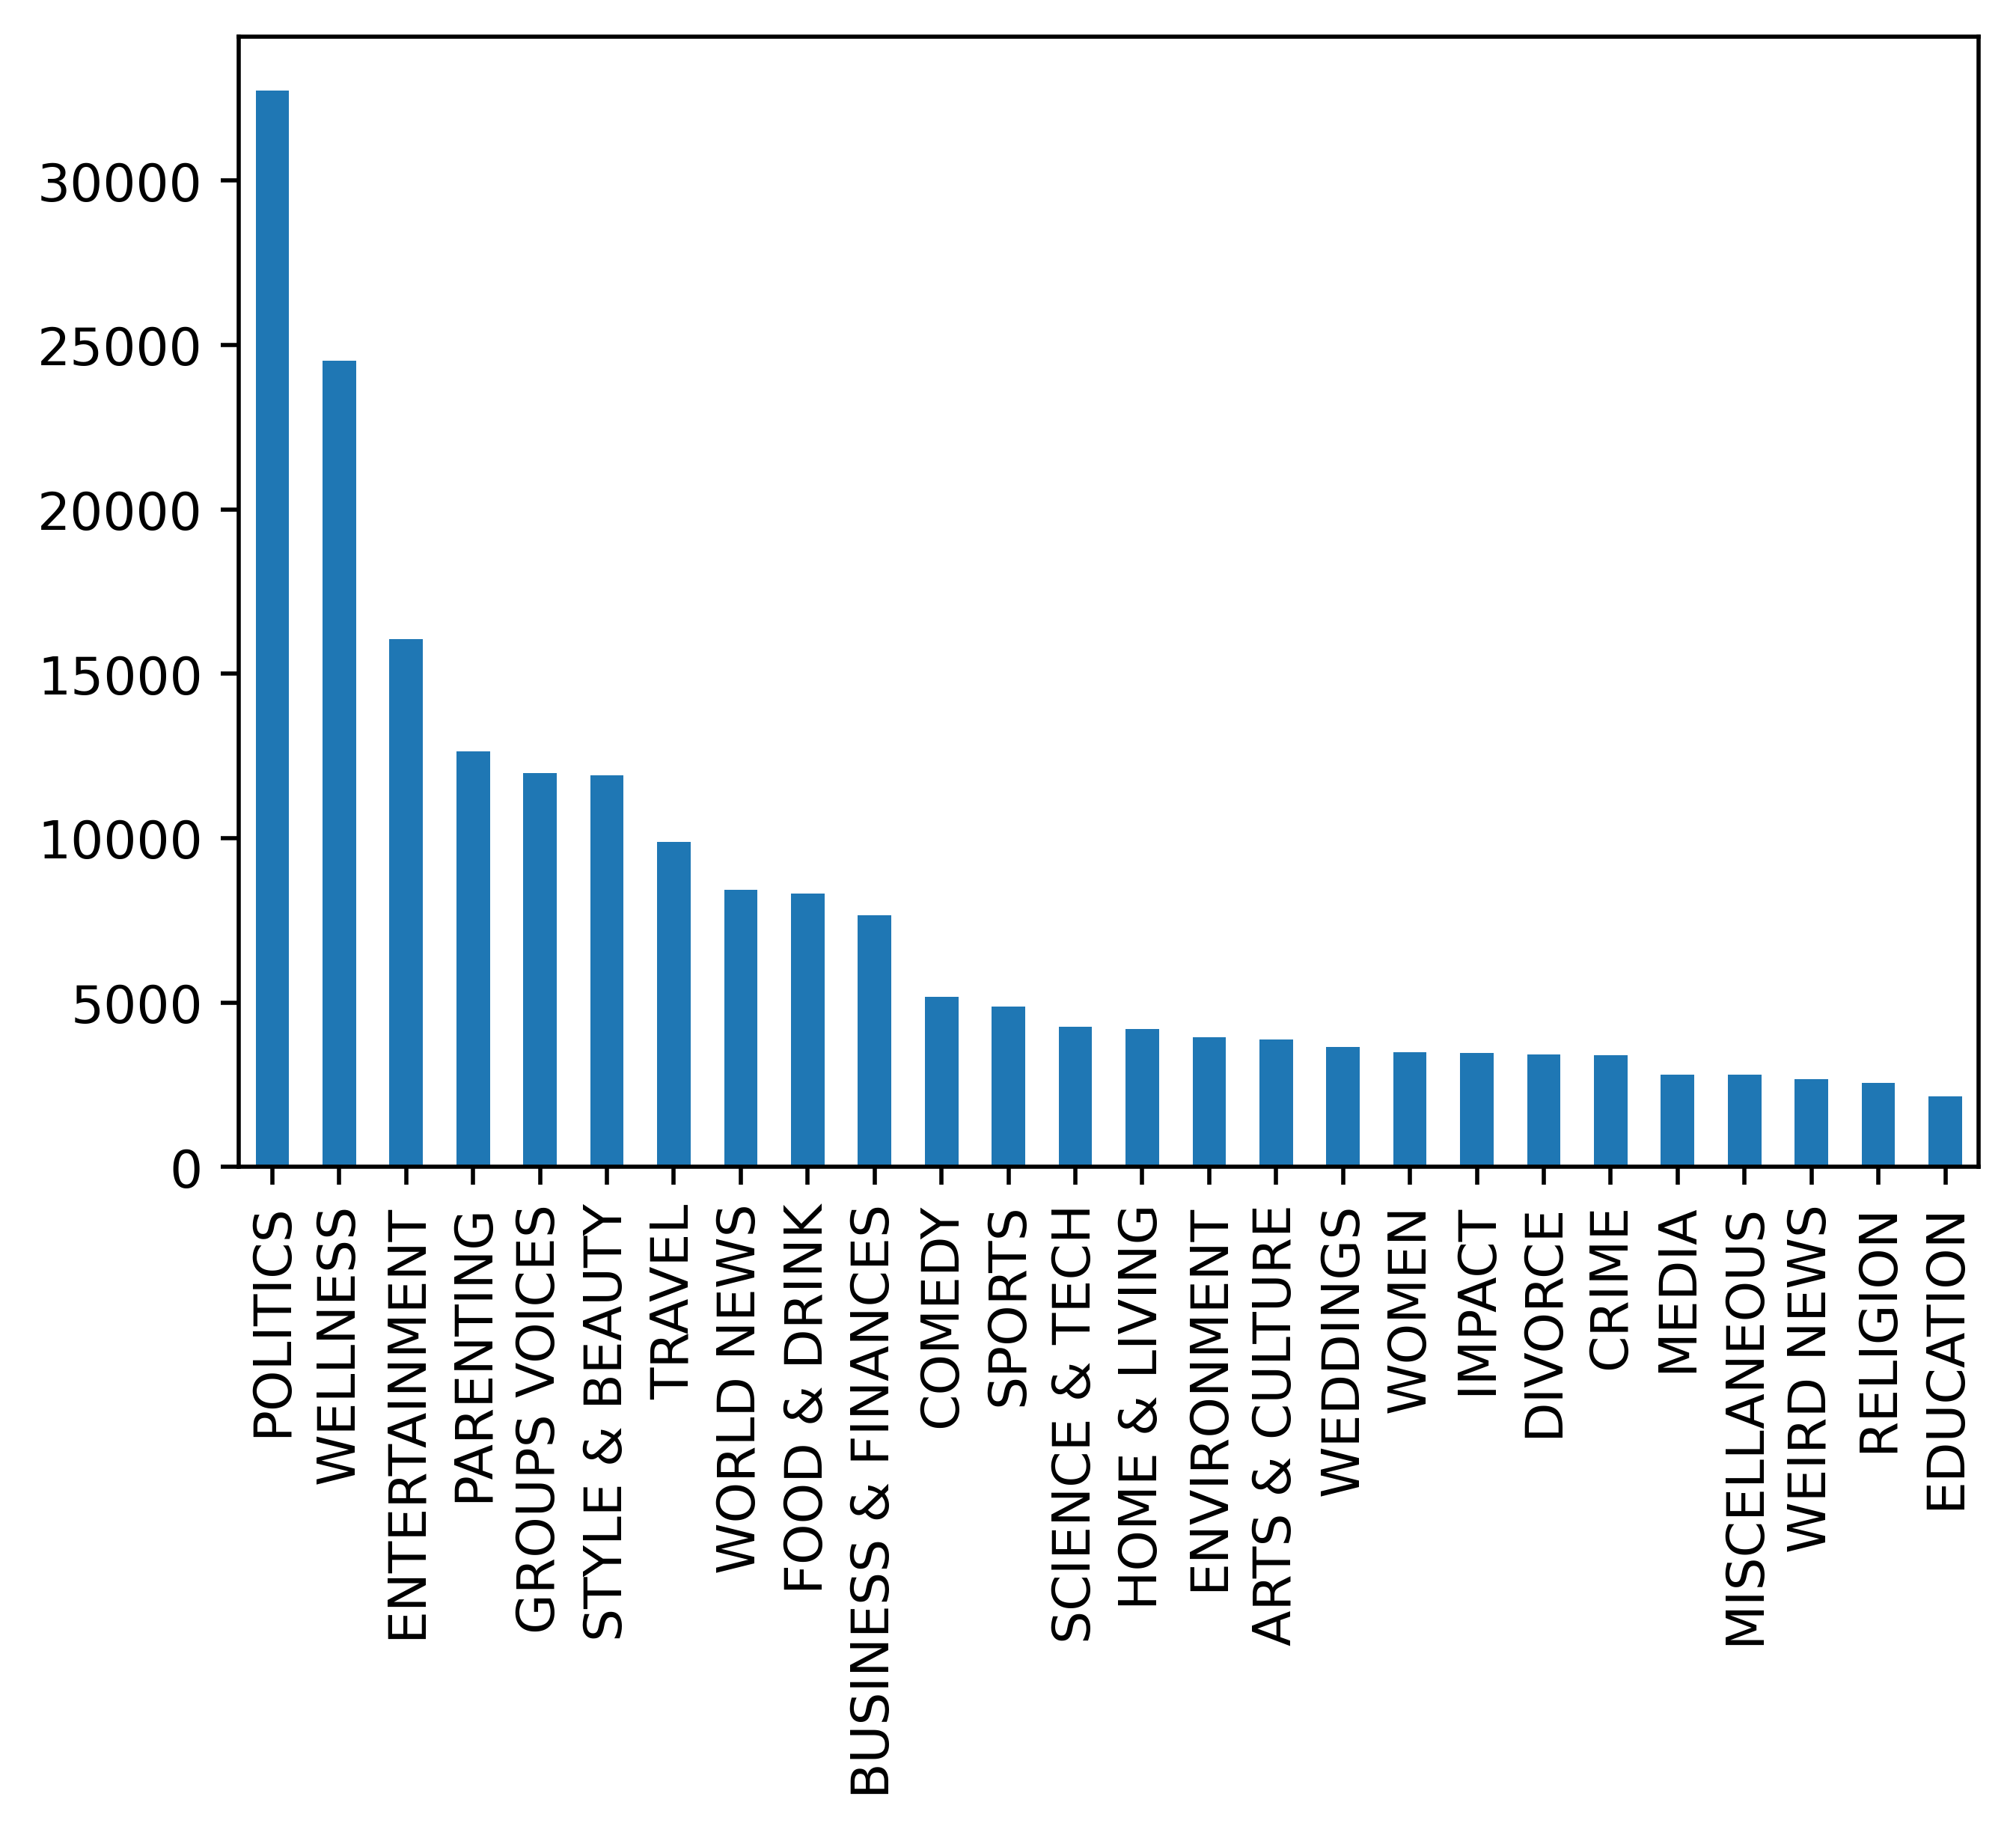 30000
25000
20000
15000
10000
5000
0
POLITICS
WELLNESS
ENTERTAINMENT
PARENTING
GROUPS VOICES
STYLE & BEAUTY
TRAVEL
WORLD NEWS
FOOD & DRINK
BUSINESS & FINANCES
COMEDY
SPORTS
SCIENCE & TECH
HOME & LIVING
ENVIRONMENT
ARTS & CULTURE
WEDDINGS
WOMEN
IMPACT
DIVORCE
CRIME
MEDIA
MISCELLANEOUS
WEIRD NEWS
RELIGION
EDUCATION